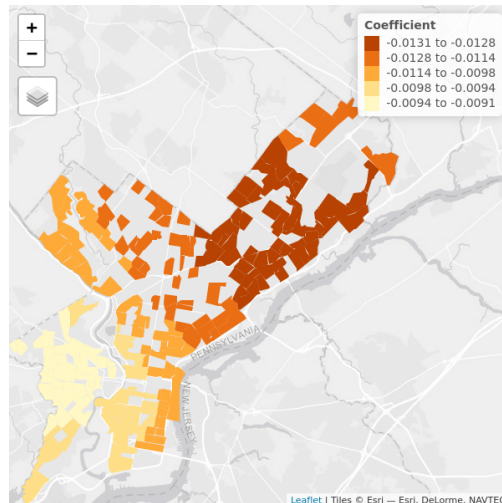 +
−
Coefficient
-0.0131 to -0.0128
-0.0128 to -0.0114
-0.0114 to -0.0098
-0.0098 to -0.0094
-0.0094 to -0.0091
PENNSYLVANIA
NEW JERSEY
Leaflet | Tiles © Esri — Esri, DeLorme, NAVTEQ